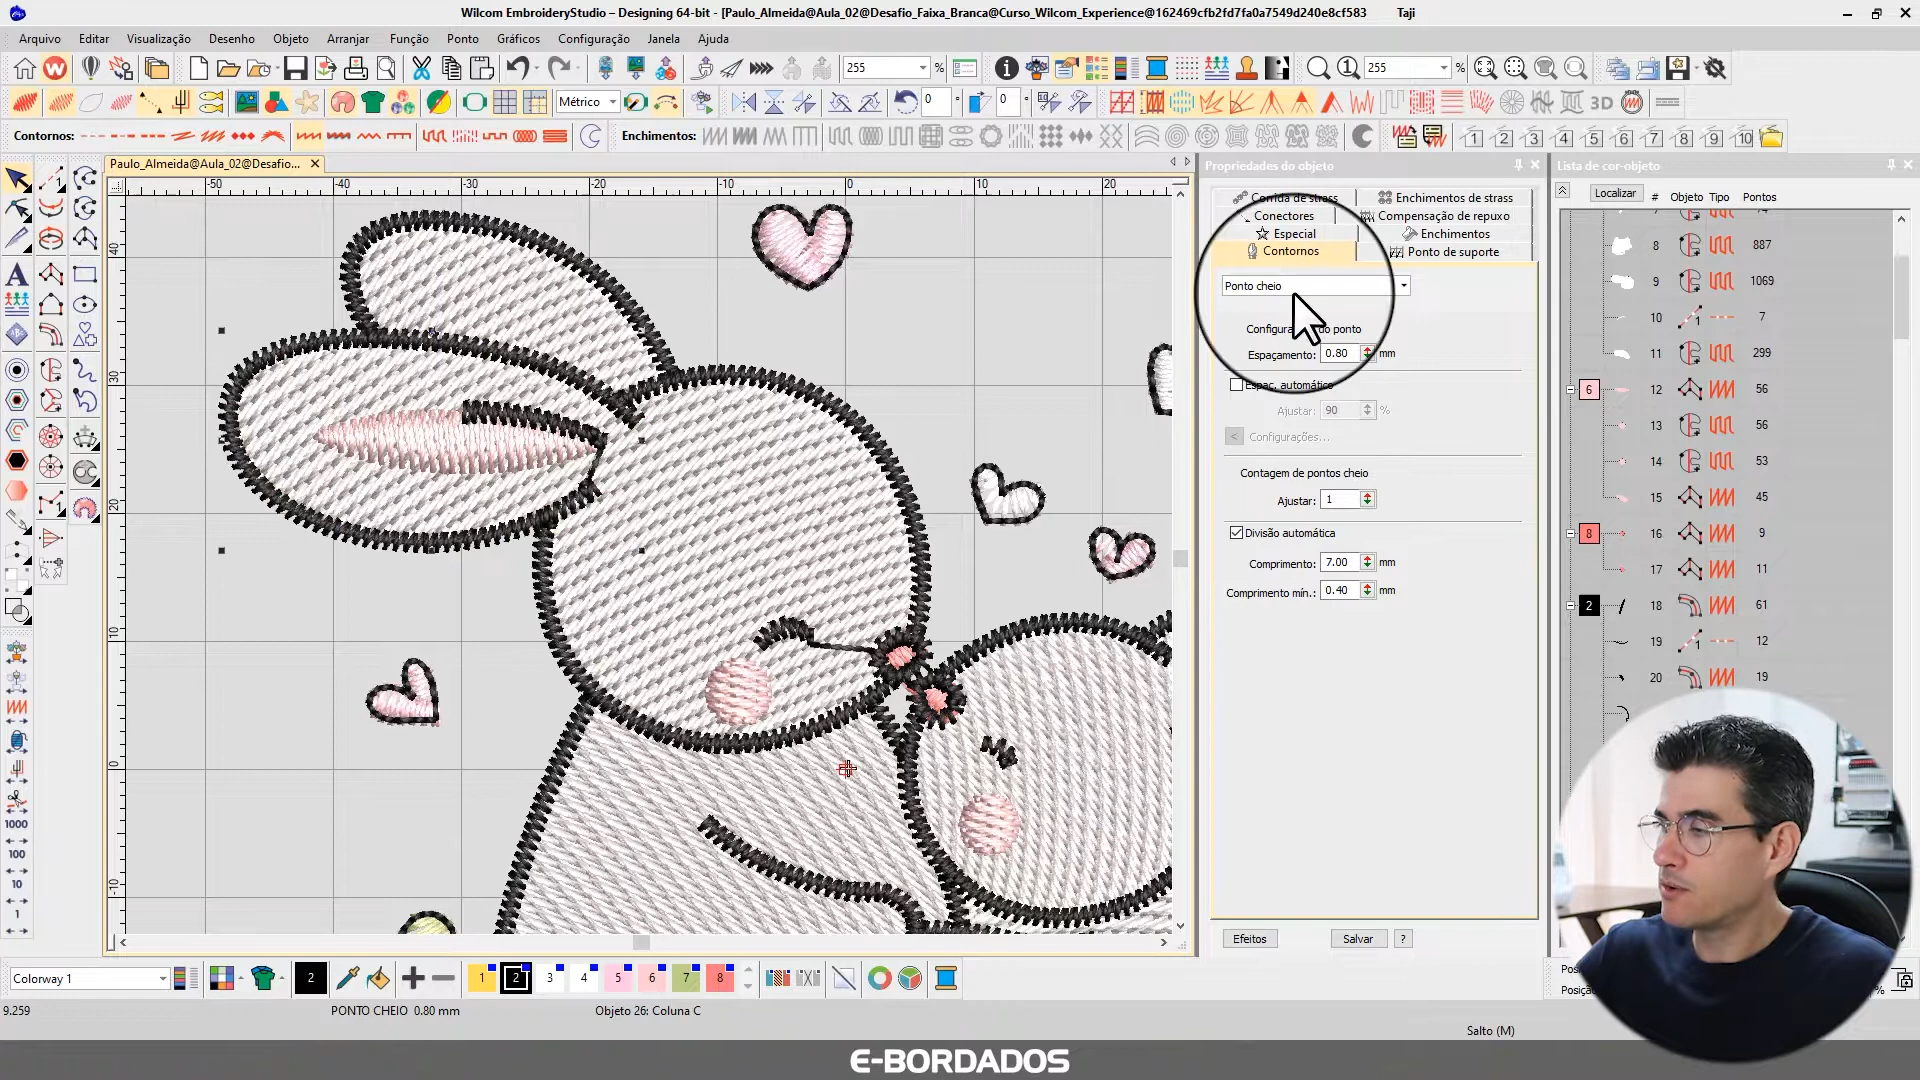 Wilcom EmbroideryStudio – Designing 64-bit - [Paulo_Almeida@Aula_02@Desafio_Faixa_Branca@Curso_Wilcom_Experience@162469cfb2fd7fa0a7549d240e8cf583 Taji
Arquivo Editar Visualização Desenho Objeto Arranjar Função Ponto Gráficos Configuração Janela Ajuda
255 % 255 %
Métrico 0 ° 0 ° 3D
Contornos: Enchimentos: 1 2 3 4 5 6 7 8 9 10
Paulo_Almeida@Aula_02@Desafio...
-50 -40 -30 -20 -10 0 10 20
40
30
20
10
0
-10
1000
100
10
1
Propriedades do objeto
Corrida de strass Enchimentos de strass
Conectores Compensação de repuxo
Especial Enchimentos
Contornos Ponto de suporte
Ponto cheio
do ponto
Espaçamento: 0.80 mm
Espac. automático
Ajustar: 90 %
< Configurações...
Contagem de pontos cheio
Ajustar: 1
Divisão automática
Comprimento: 7.00 mm
Comprimento mín.: 0.40 mm
Efeitos Salvar ?
Lista de cor-objeto
Localizar # Objeto Tipo Pontos
8 887
9 1069
10 7
11 299
6 12 56
13 56
14 53
15 45
8 16 9
17 11
2 18 61
19 12
20 19
Colorway 1 2 1 2 3 4 5 6 7 8
9.259 PONTO CHEIO 0.80 mm Objeto 26: Coluna C
Salto (M)
E-BORDADOS